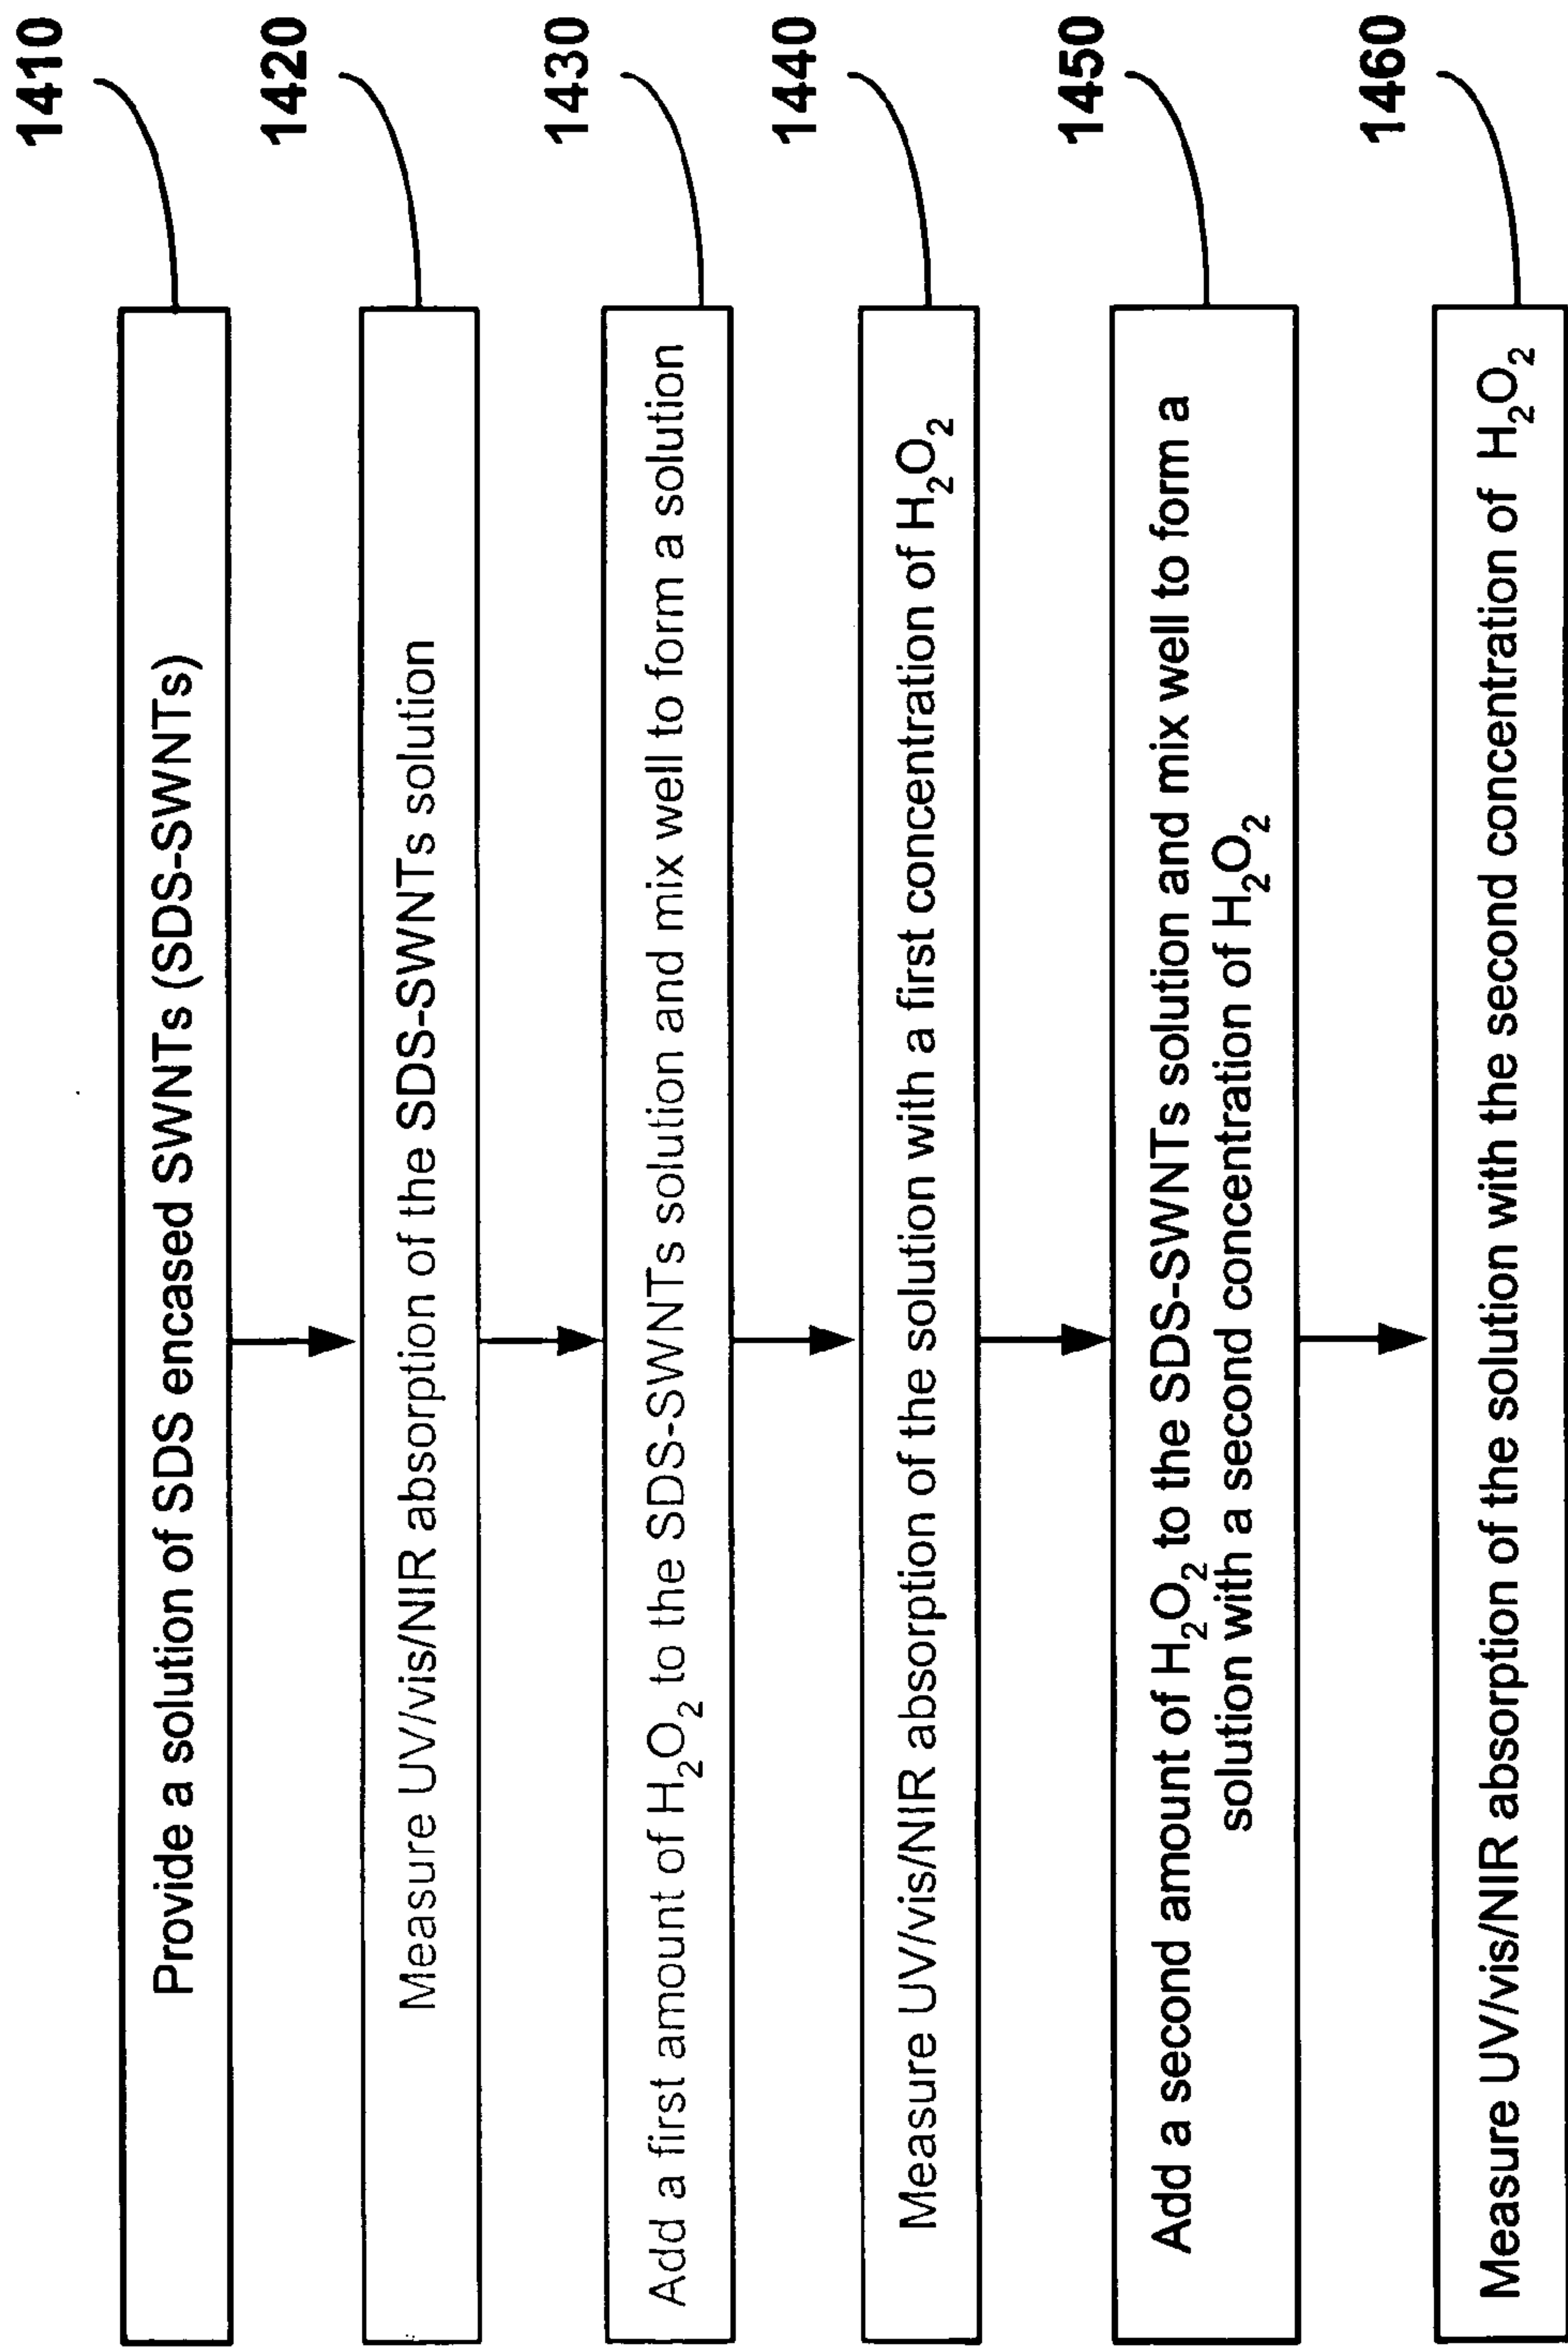 1410
Provide a solution of SDS encased SWNTs (SDS-SWNTs)
1420
Measure UV/vis/NIR absorption of the SDS-SWNTs solution
1430
Add a first amount of H₂O₂ to the SDS-SWNTs solution and mix well to form a solution
1440
Measure UV/vis/NIR absorption of the solution with a first concentration of H₂O₂
1450
Add a second amount of H₂O₂ to the SDS-SWNTs solution and mix well to form a
solution with a second concentration of H₂O₂
1460
Measure UV/vis/NIR absorption of the solution with the second concentration of H₂O₂